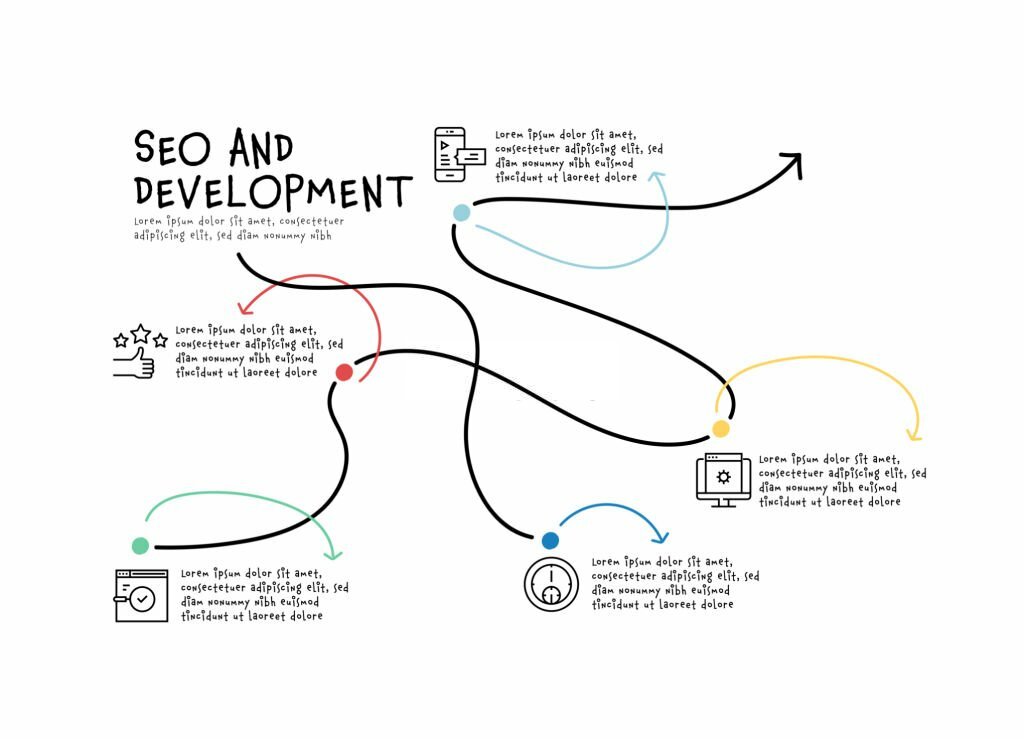 SEO AND
DEVELOPMENT
Lorem ipsum dolor sit amet, consectetuer
adipiscing elit, sed diam nonummy nibh
Lorem ipsum dolor sit amet,
consectetuer adipiscing elit, sed
diam nonummy nibh euismod
tincidunt ut laoreet dolore
Lorem ipsum dolor sit amet,
consectetuer adipiscing elit, sed
diam nonummy nibh euismod
tincidunt ut laoreet dolore
Lorem ipsum dolor sit amet,
consectetuer adipiscing elit, sed
diam nonummy nibh euismod
tincidunt ut laoreet dolore
Lorem ipsum dolor sit amet,
consectetuer adipiscing elit, sed
diam nonummy nibh euismod
tincidunt ut laoreet dolore
Lorem ipsum dolor sit amet,
consectetuer adipiscing elit, sed
diam nonummy nibh euismod
tincidunt ut laoreet dolore